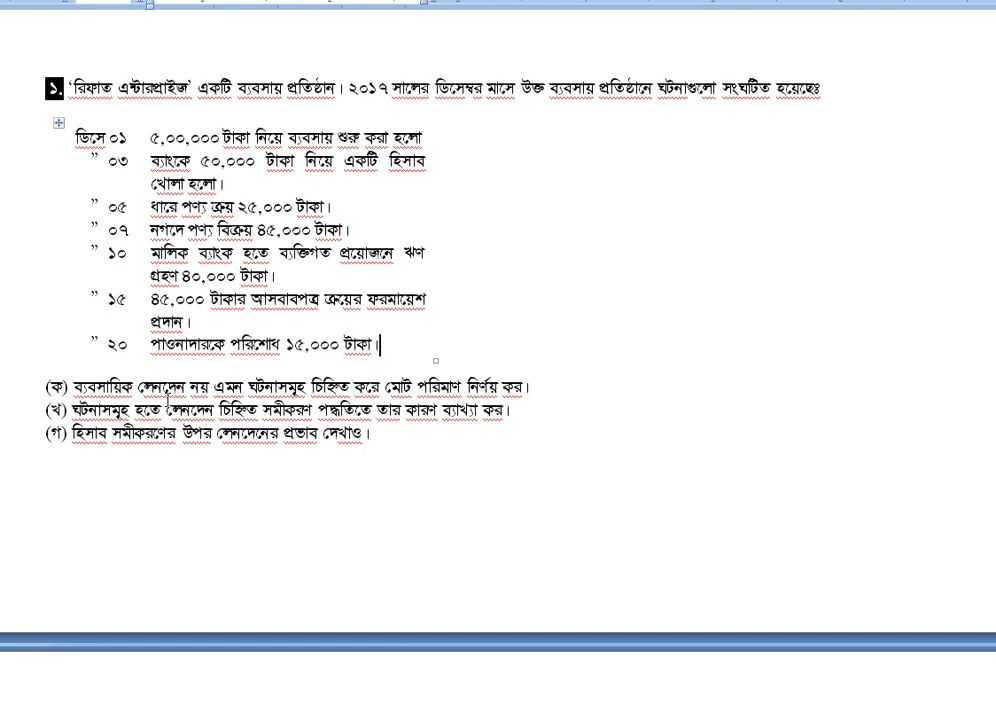 ১. ‘রিফাত এন্টারপ্রাইজ’ একটি ব্যবসায় প্রতিষ্ঠান। ২০১৭ সালের ডিসেম্বর মাসে উক্ত ব্যবসায় প্রতিষ্ঠানে ঘটনাগুলো সংঘটিত হয়েছেঃ
ডিসে ০১ ৫,০০,০০০ টাকা নিয়ে ব্যবসায় শুরু করা হলো
” ০৩ ব্যাংকে ৫০,০০০ টাকা নিয়ে একটি হিসাব
খোলা হলো।
” ০৫ ধারে পণ্য ক্রয় ২৫,০০০ টাকা।
” ০৭ নগদে পণ্য বিক্রয় ৪৫,০০০ টাকা।
” ১০ মালিক ব্যাংক হতে ব্যক্তিগত প্রয়োজনে ঋণ
গ্রহণ ৪০,০০০ টাকা।
” ১৫ ৪৫,০০০ টাকার আসবাবপত্র ক্রয়ের ফরমায়েশ
প্রদান।
” ২০ পাওনাদারকে পরিশোধ ১৫,০০০ টাকা।
(ক) ব্যবসায়িক লেনদেন নয় এমন ঘটনাসমূহ চিহ্নিত করে মোট পরিমাণ নির্ণয় কর।
(খ) ঘটনাসমূহ হতে লেনদেন চিহ্নিত সমীকরণ পদ্ধতিতে তার কারণ ব্যাখ্যা কর।
(গ) হিসাব সমীকরণের উপর লেনদেনের প্রভাব দেখাও।